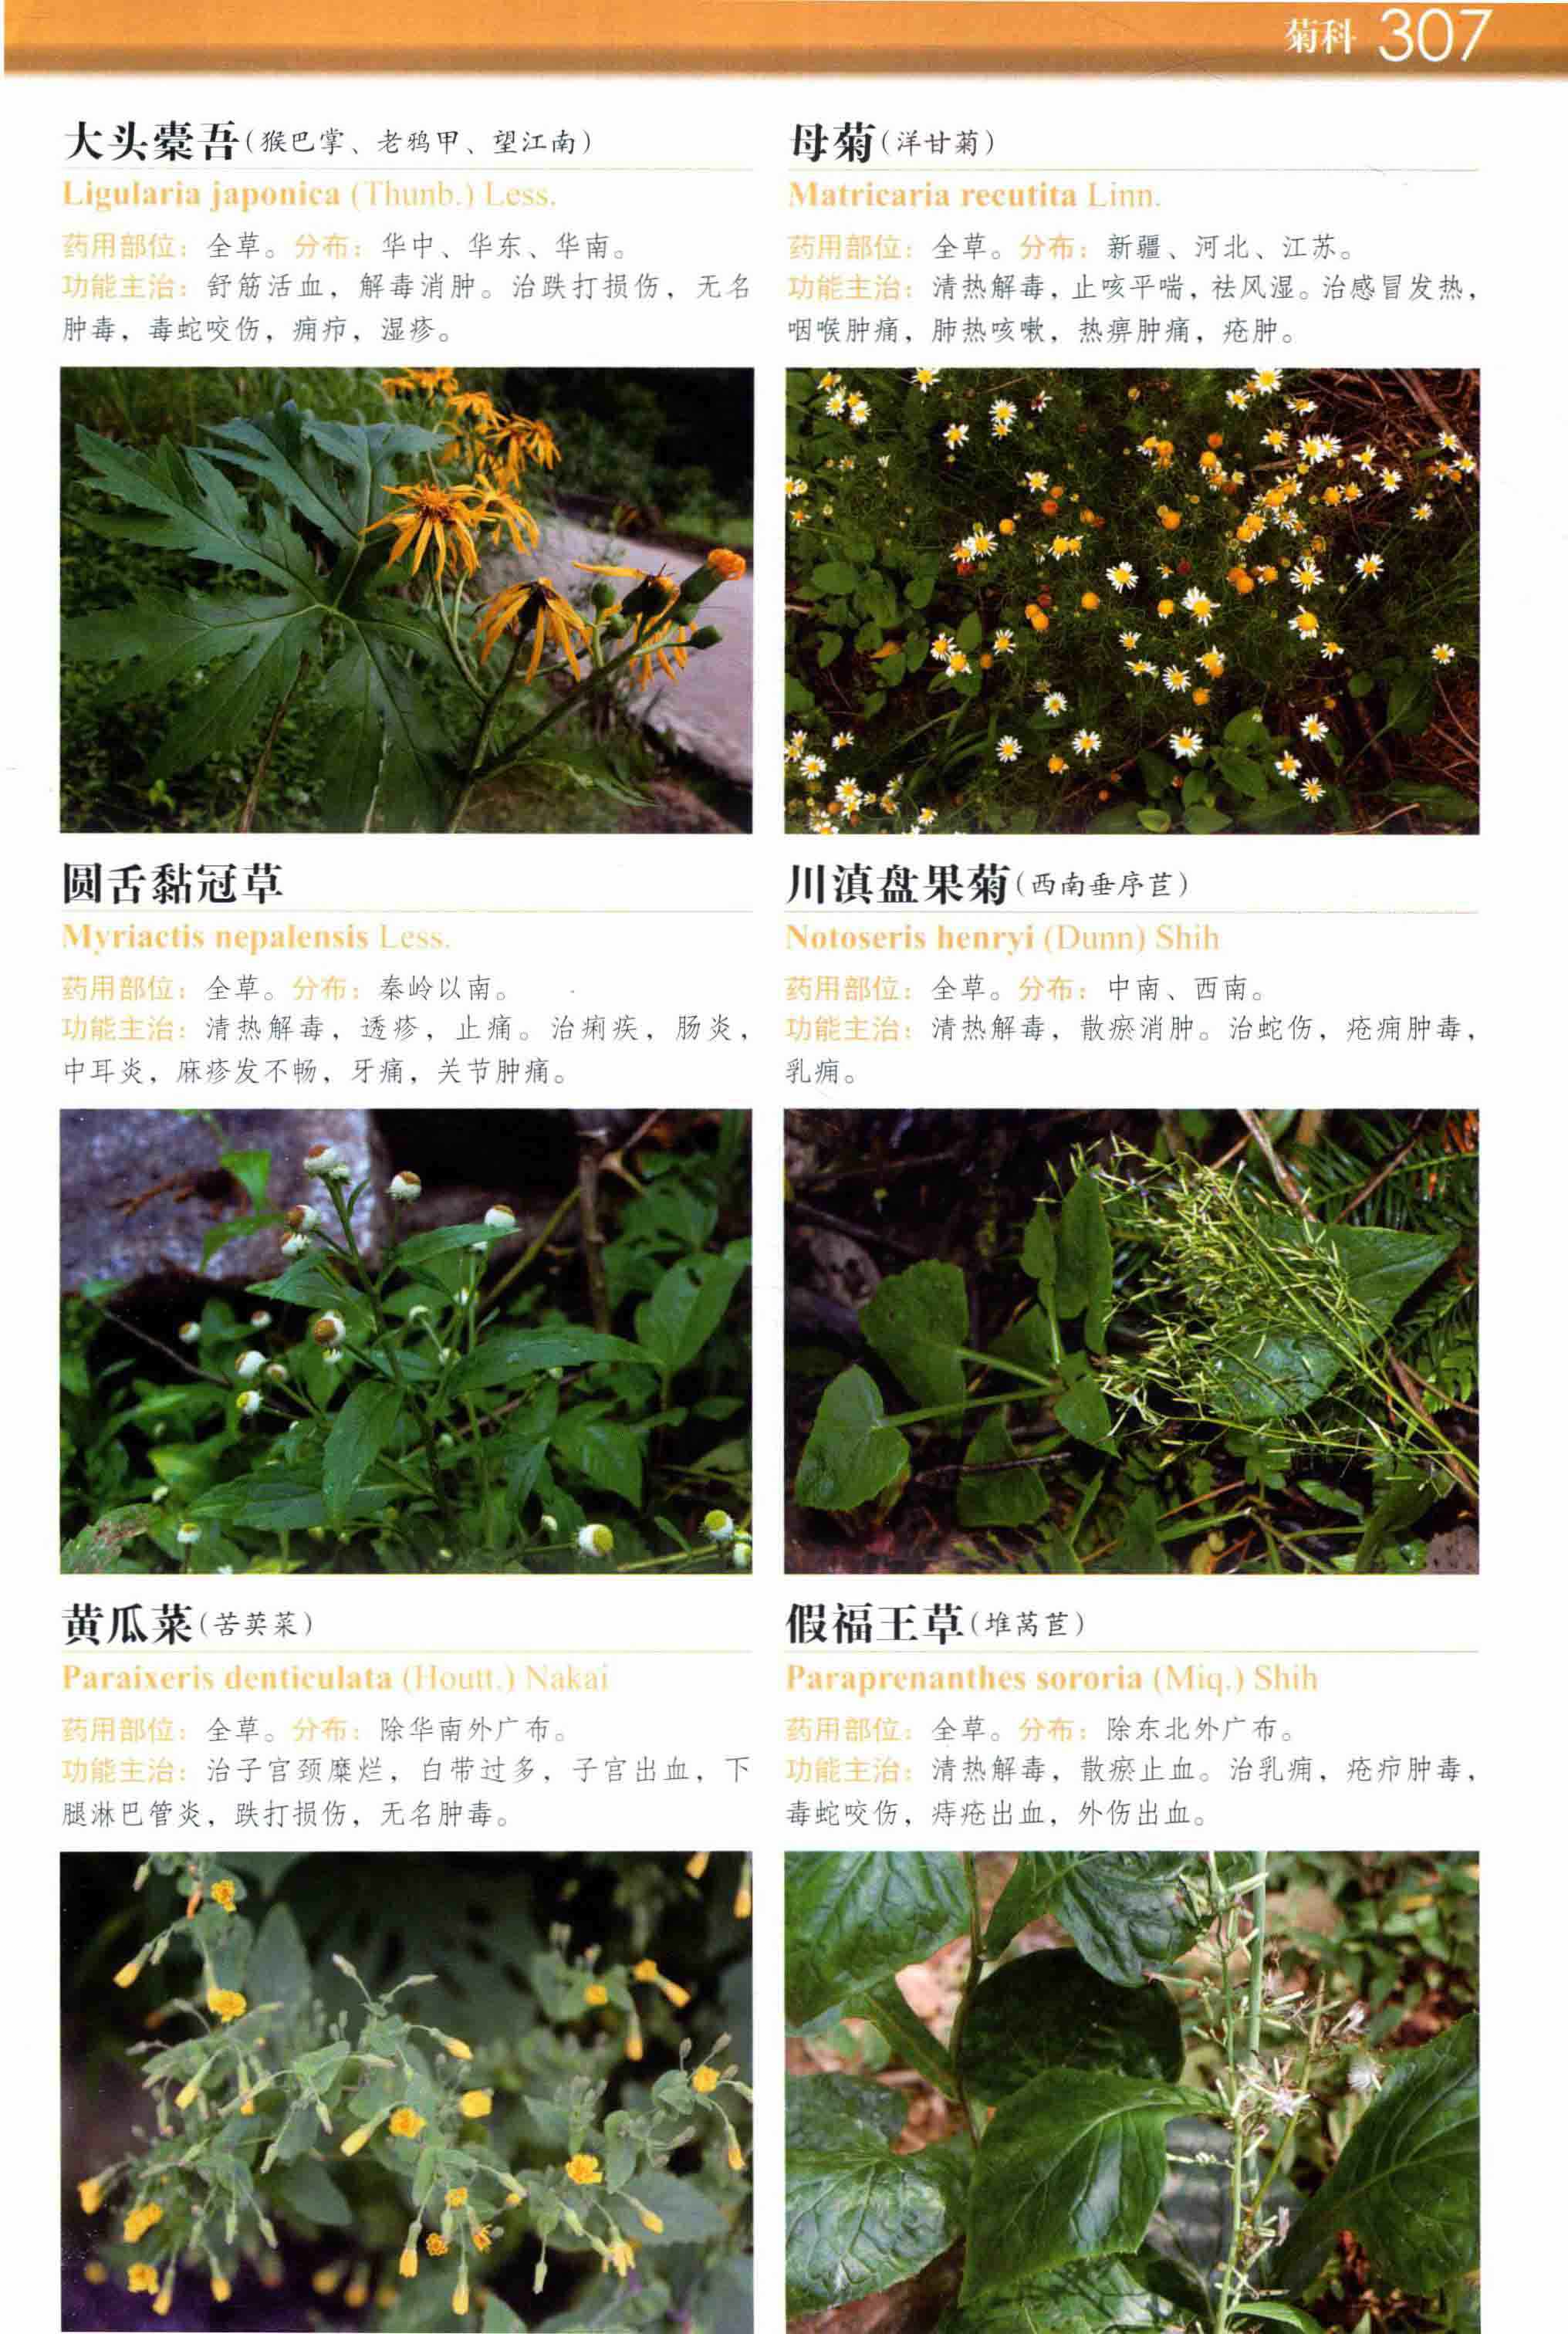 菊科 307
大头橐吾(猴巴掌、老鸦甲、望江南)
Ligularia japonica (Thunb.) Less.
药用部位：全草。分布：华中、华东、华南。
功能主治：舒筋活血，解毒消肿。治跌打损伤，无名
肿毒，毒蛇咬伤，痈疖，湿疹。
母菊(洋甘菊)
Matricaria recutita Linn.
药用部位：全草。分布：新疆、河北、江苏。
功能主治：清热解毒，止咳平喘，祛风湿。治感冒发热，
咽喉肿痛，肺热咳嗽，热痹肿痛，疮肿。
圆舌黏冠草
Myriactis nepalensis Less.
药用部位：全草。分布：秦岭以南。
功能主治：清热解毒，透疹，止痛。治痢疾，肠炎，
中耳炎，麻疹发不畅，牙痛，关节肿痛。
川滇盘果菊(西南垂序苣)
Notoseris henryi (Dunn) Shih
药用部位：全草。分布：中南、西南。
功能主治：清热解毒，散瘀消肿。治蛇伤，疮痈肿毒，
乳痈。
黄瓜菜(苦荬菜)
Paraixeris denticulata (Houtt.) Nakai
药用部位：全草。分布：除华南外广布。
功能主治：治子宫颈糜烂，白带过多，子宫出血，下
腿淋巴管炎，跌打损伤，无名肿毒。
假福王草(堆莴苣)
Paraprenanthes sororia (Miq.) Shih
药用部位：全草。分布：除东北外广布。
功能主治：清热解毒，散瘀止血。治乳痈，疮疖肿毒，
毒蛇咬伤，痔疮出血，外伤出血。